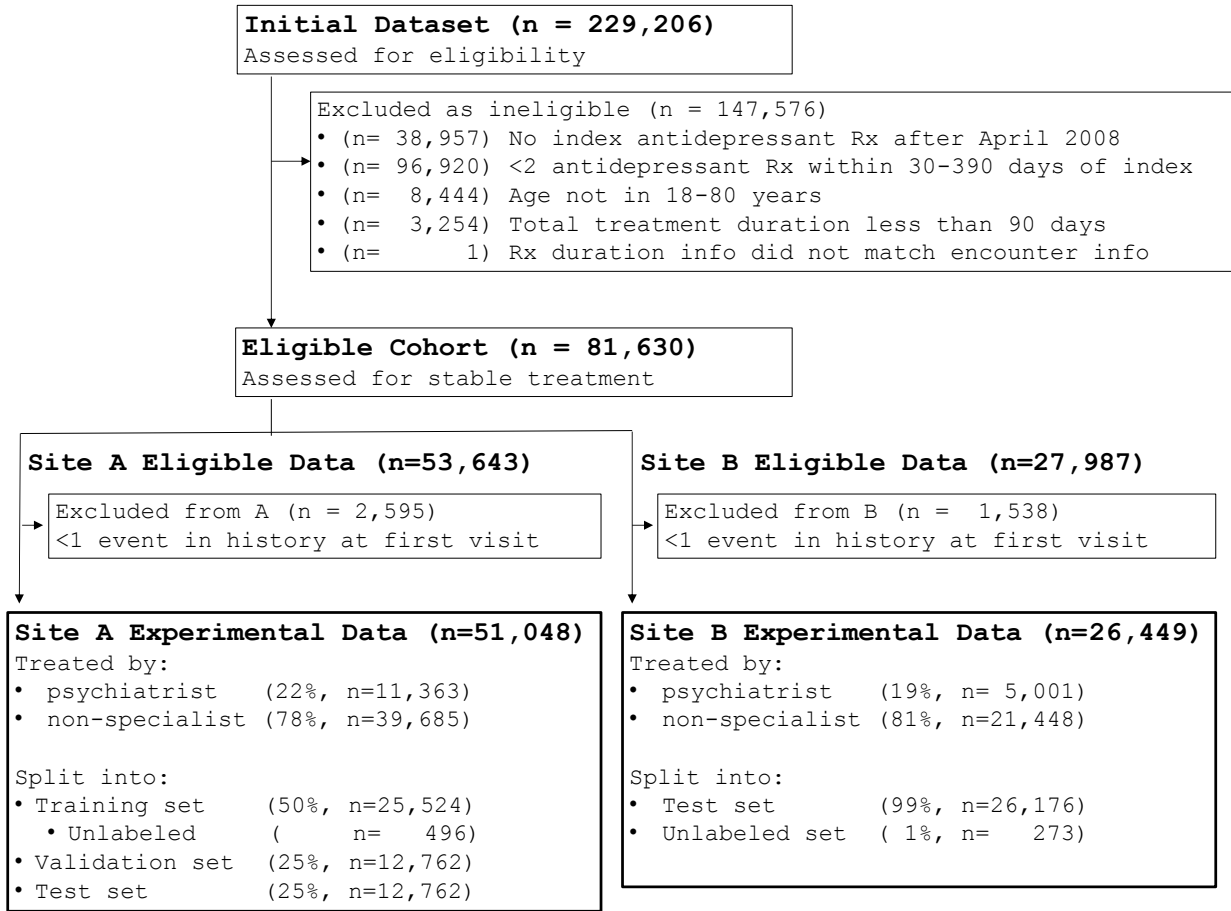 Initial Dataset (n = 229,206)
Assessed for eligibility
Excluded as ineligible (n = 147,576)
• (n= 38,957) No index antidepressant Rx after April 2008
• (n= 96,920) <2 antidepressant Rx within 30-390 days of index
• (n=  8,444) Age not in 18-80 years
• (n=  3,254) Total treatment duration less than 90 days
• (n=      1) Rx duration info did not match encounter info
Eligible Cohort (n = 81,630)
Assessed for stable treatment
Site A Eligible Data (n=53,643)
Excluded from A (n = 2,595)
<1 event in history at first visit
Site A Experimental Data (n=51,048)
Treated by:
• psychiatrist   (22%, n=11,363)
• non-specialist (78%, n=39,685)
Split into:
• Training set   (50%, n=25,524)
• Unlabeled   (     n=   496)
• Validation set (25%, n=12,762)
• Test set       (25%, n=12,762)
Site B Eligible Data (n=27,987)
Excluded from B (n =  1,538)
<1 event in history at first visit
Site B Experimental Data (n=26,449)
Treated by:
• psychiatrist   (19%, n= 5,001)
• non-specialist (81%, n=21,448)
Split into:
• Test set      (99%, n=26,176)
• Unlabeled set ( 1%, n=   273)